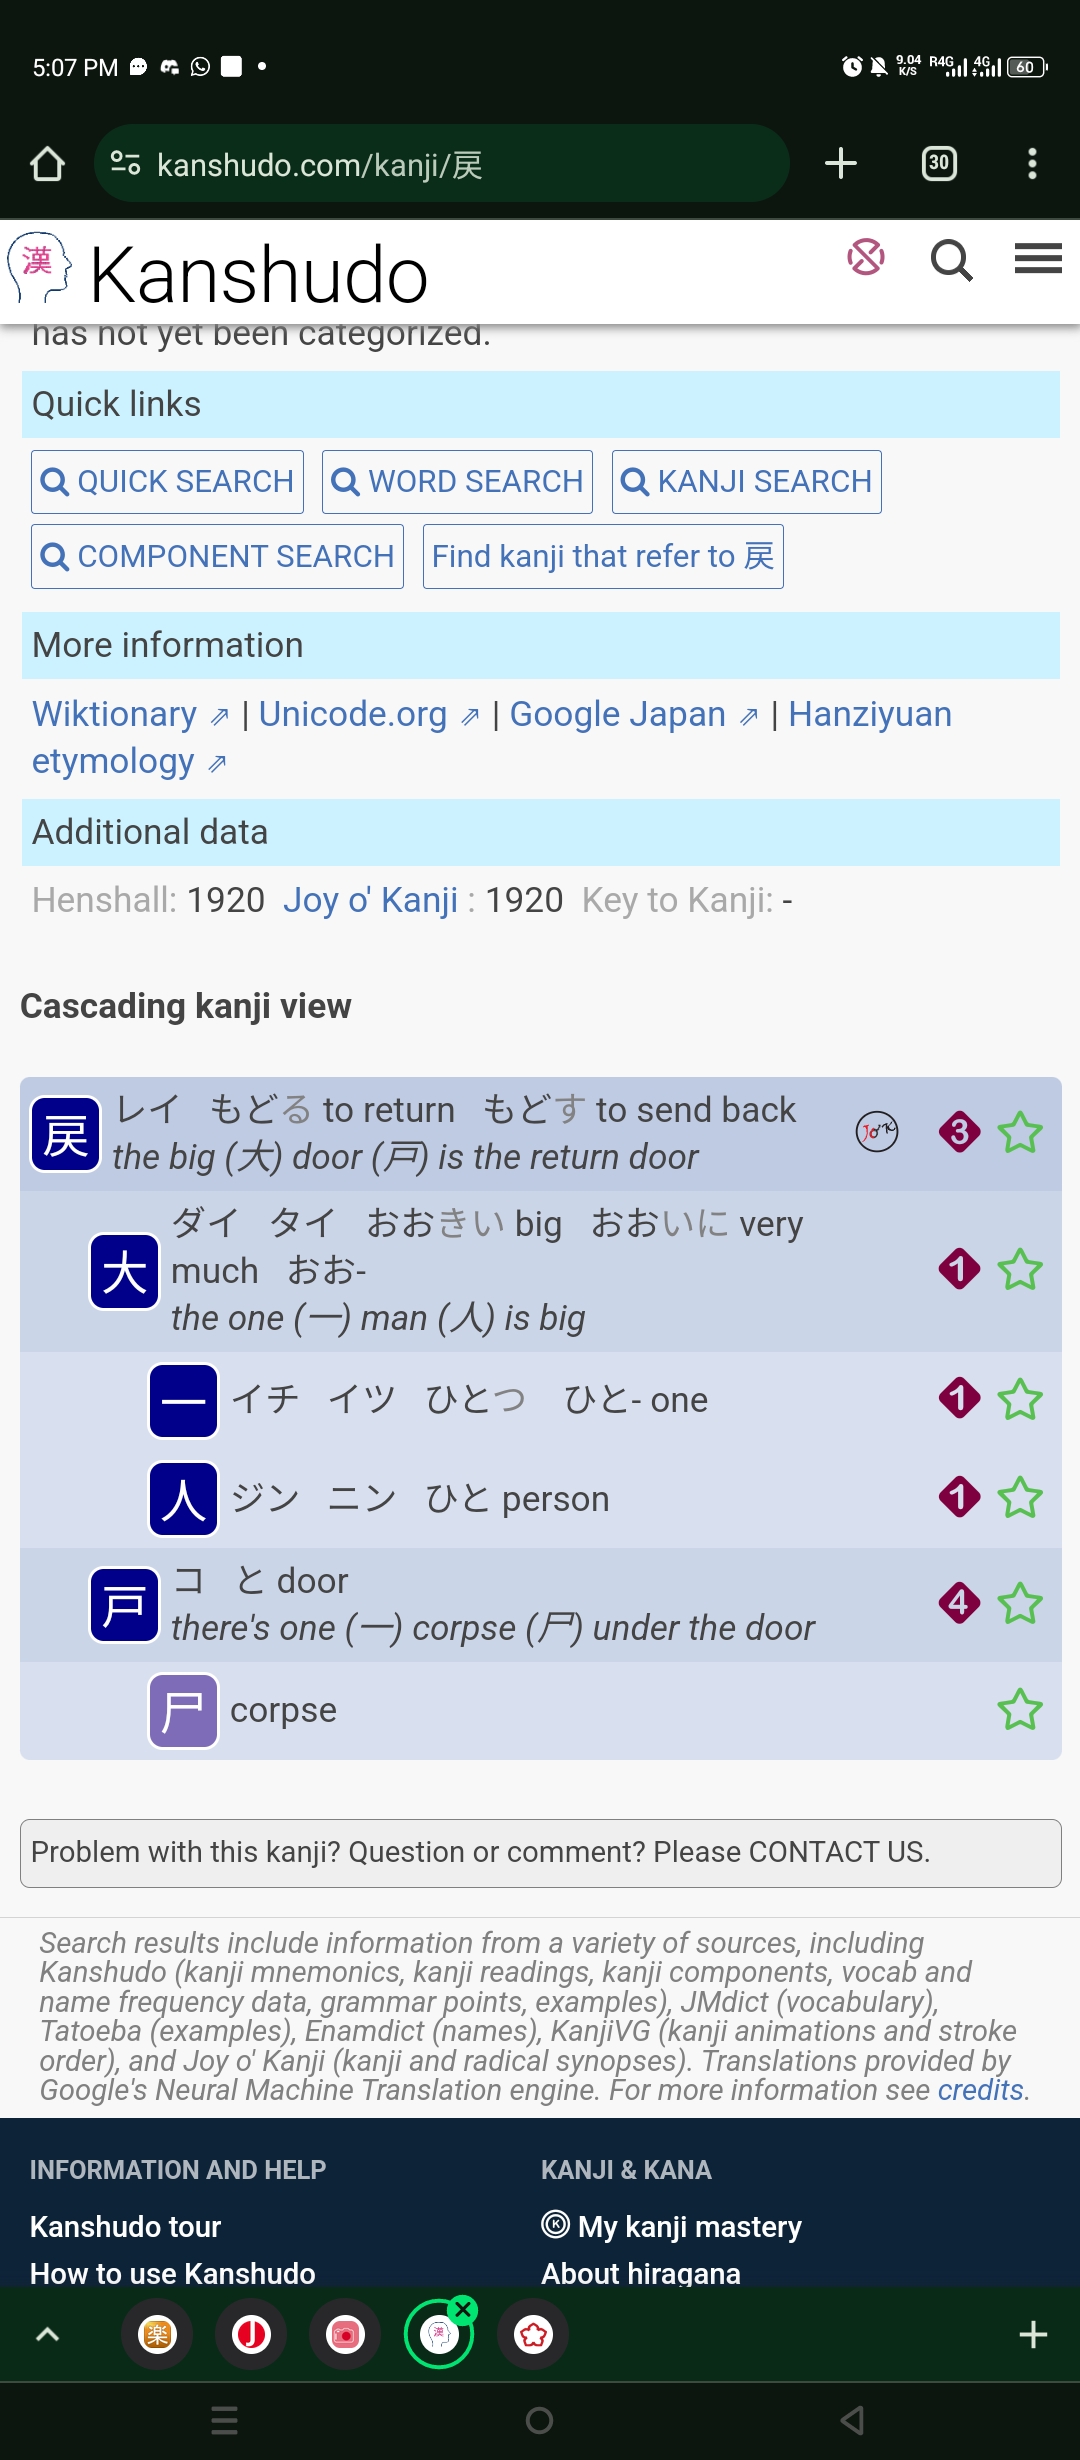 5:07 PM
9.04 K/S R4G 4G 60
kanshudo.com/kanji/戻
30
漢 Kanshudo
has not yet been categorized.
Quick links
QUICK SEARCH WORD SEARCH KANJI SEARCH
COMPONENT SEARCH Find kanji that refer to 戻
More information
Wiktionary ⇗ | Unicode.org ⇗ | Google Japan ⇗ | Hanziyuan
etymology ⇗
Additional data
Henshall: 1920 Joy o' Kanji : 1920 Key to Kanji: -
Cascading kanji view
戻 レイ もどる to return もどす to send back JO'K 3
the big (大) door (戸) is the return door
ダイ タイ おおきい big おおいに very
大 much おお- 1
the one (一) man (人) is big
一 イチ イツ ひとつ ひと- one 1
人 ジン ニン ひと person 1
戸 コ と door 4
there's one (一) corpse (尸) under the door
尸 corpse
Problem with this kanji? Question or comment? Please CONTACT US.
Search results include information from a variety of sources, including
Kanshudo (kanji mnemonics, kanji readings, kanji components, vocab and
name frequency data, grammar points, examples), JMdict (vocabulary),
Tatoeba (examples), Enamdict (names), KanjiVG (kanji animations and stroke
order), and Joy o' Kanji (kanji and radical synopses). Translations provided by
Google's Neural Machine Translation engine. For more information see credits.
INFORMATION AND HELP KANJI & KANA
Kanshudo tour K My kanji mastery
How to use Kanshudo About hiragana
楽 J 漢